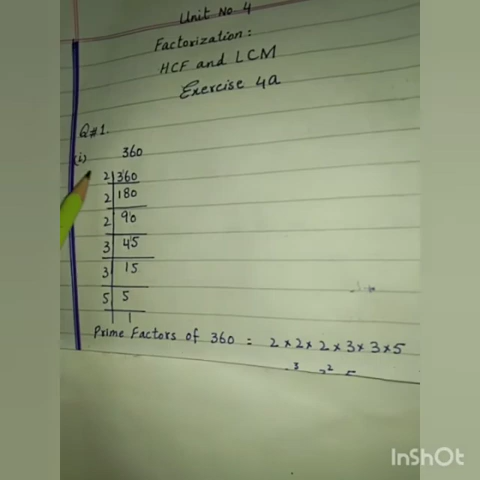 Unit No 4
Factorization:
HCF and LCM
Exercise 4a
Q#1.
(i) 360
2 | 360
2 | 180
2 | 90
3 | 45
3 | 15
5 | 5
| 1
Prime Factors of 360 = 2×2×2×3×3×5
InShOt